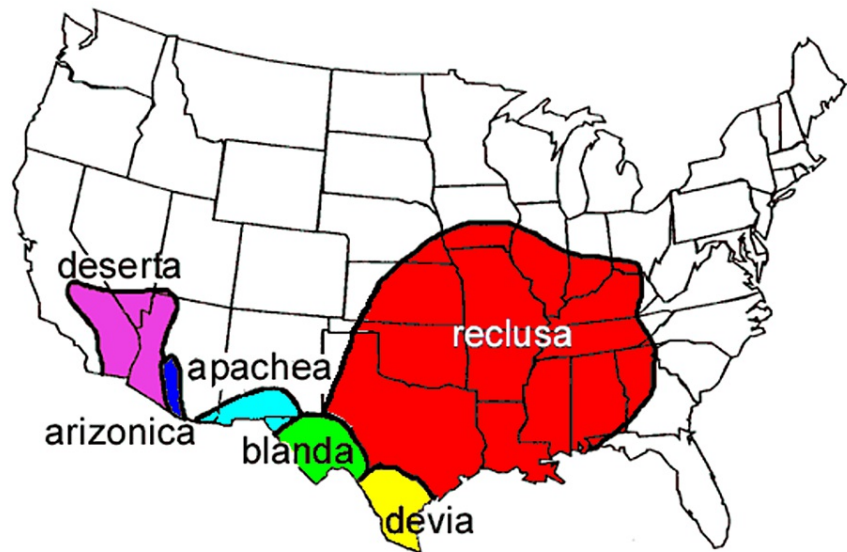 deserta
reclusa
apachea
arizonica
blanda
devia